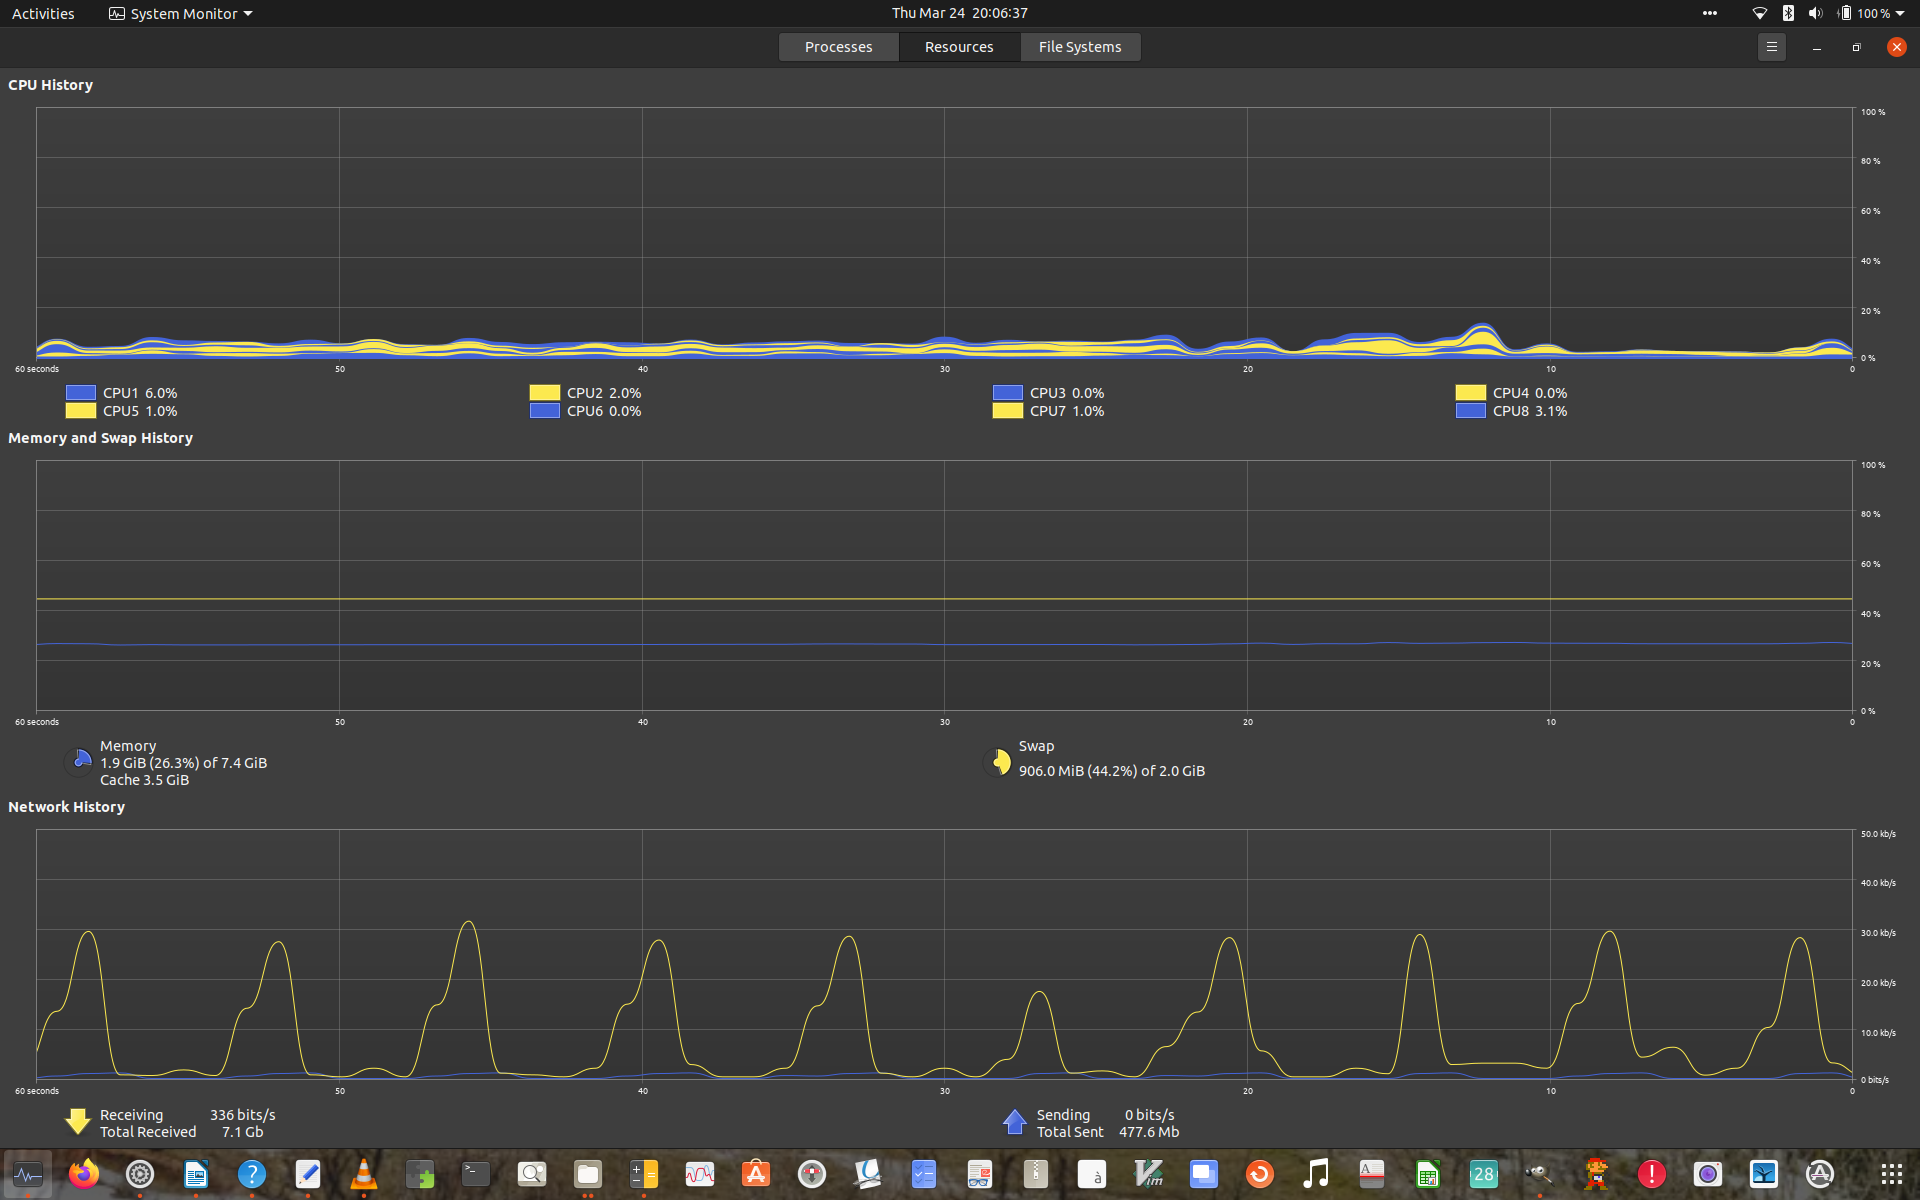 Activities System Monitor Thu Mar 24 20:06:37 100 %
Processes Resources File Systems
CPU History
100 %
80 %
60 %
40 %
20 %
0 %
60 seconds 50 40 30 20 10 0
CPU1 6.0% CPU2 2.0% CPU3 0.0% CPU4 0.0%
CPU5 1.0% CPU6 0.0% CPU7 1.0% CPU8 3.1%
Memory and Swap History
100 %
80 %
60 %
40 %
20 %
0 %
60 seconds 50 40 30 20 10 0
Memory
1.9 GiB (26.3%) of 7.4 GiB
Cache 3.5 GiB
Swap
906.0 MiB (44.2%) of 2.0 GiB
Network History
50.0 kb/s
40.0 kb/s
30.0 kb/s
20.0 kb/s
10.0 kb/s
0 bits/s
60 seconds 50 40 30 20 10 0
Receiving 336 bits/s
Total Received 7.1 Gb
Sending 0 bits/s
Total Sent 477.6 Mb
? >_ A à Vim A 28 ! A